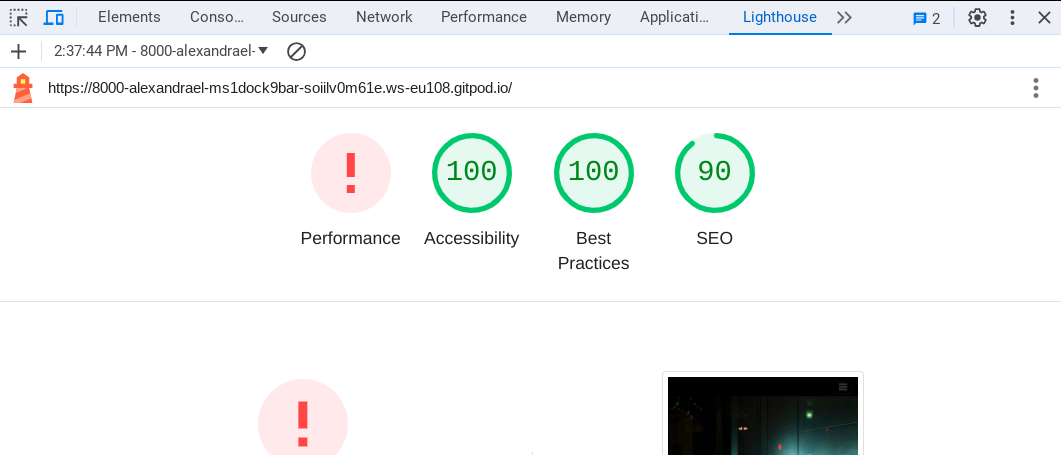 Elements Conso... Sources Network Performance Memory Applicati... Lighthouse 2
2:37:44 PM - 8000-alexandrael-
https://8000-alexandrael-ms1dock9bar-soiilv0m61e.ws-eu108.gitpod.io/
! 100 100 90
Performance Accessibility Best Practices SEO
!